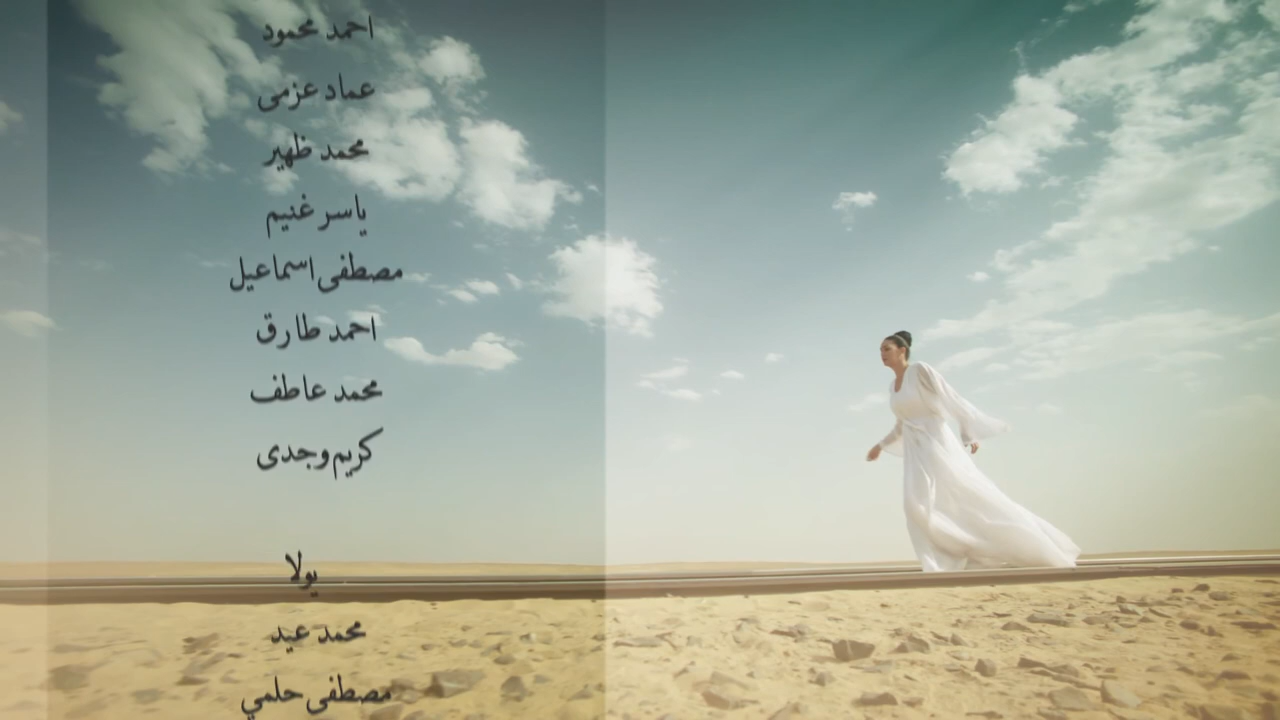 احمد محمود
عماد عزمى
محمد ظهير
ياسر غنيم
مصطفى اسماعيل
احمد طارق
محمد عاطف
كريم وجدى
يولا
محمد عيد
مصطفى حلمي